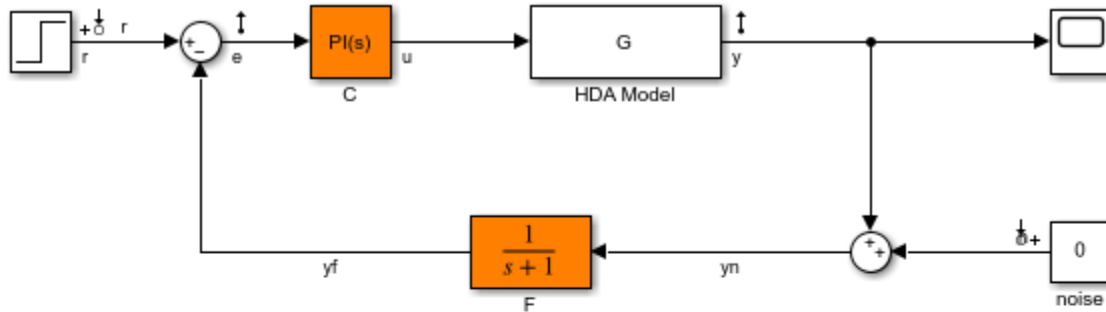 r
r
+
−
e
PI(s)
C
u
G
HDA Model
y
+
+
+
+
0
noise
yn
1
s + 1
F
yf